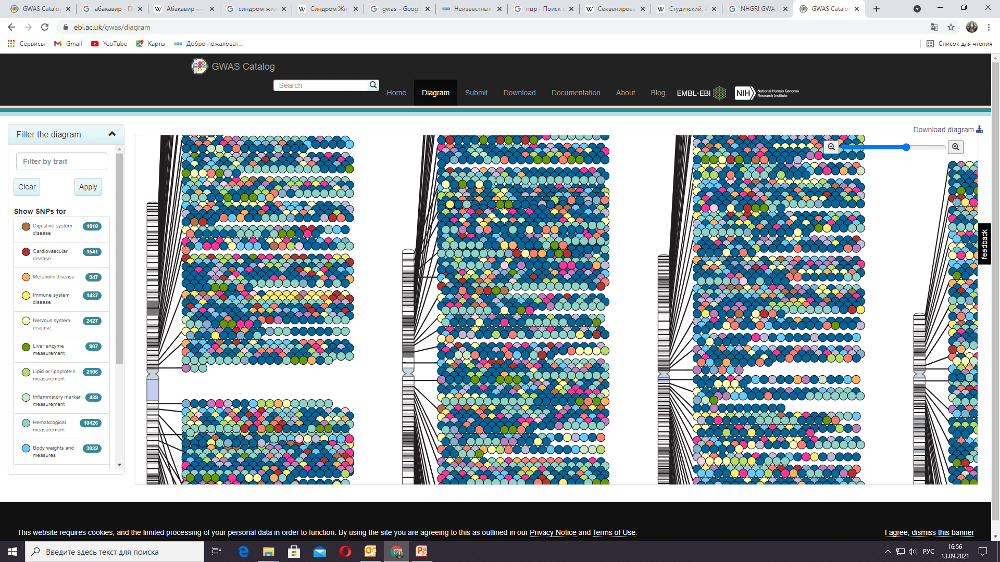 GWAS Catalo
абакавир - П
Абакавир —
синдром жил
Синдром Жи
gwas – Googl
Неизвестных
пцр - Поиск
Секвенирова
Студитский,
NHGRI GWA
GWAS Catalo
ebi.ac.uk/gwas/diagram
Сервисы Gmail YouTube Карты Добро пожаловат... Список для чтения
GWAS Catalog
Search
Home Diagram Submit Download Documentation About Blog EMBL-EBI NIH National Human Genome
Research Institute
Download diagram
Filter the diagram
Filter by trait
Clear Apply
Show SNPs for
Digestive system 1018
disease
Cardiovascular 1541
disease
Metabolic disease 947
Immune system 1437
disease
Nervous system 2427
disease
Liver enzyme 907
measurement
Lipid or lipoprotein 2106
measurement
Inflammatory marker 439
measurement
Hematological 10426
measurement
Body weights and 3032
measures
feedback
This website requires cookies, and the limited processing of your personal data in order to function. By using the site you are agreeing to this as outlined in our Privacy Notice and Terms of Use. I agree, dismiss this banner
Введите здесь текст для поиска
РУС
16:56
13.09.2021